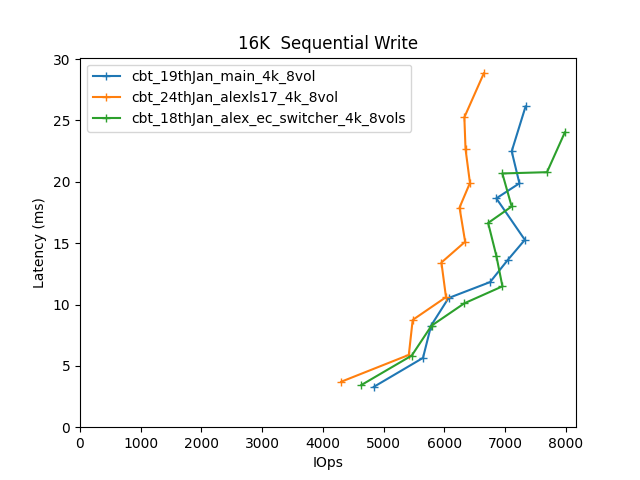 16K  Sequential Write
cbt_19thJan_main_4k_8vol
cbt_24thJan_alexls17_4k_8vol
cbt_18thJan_alex_ec_switcher_4k_8vols
Latency (ms)
30
25
20
15
10
5
0
0 1000 2000 3000 4000 5000 6000 7000 8000
IOps